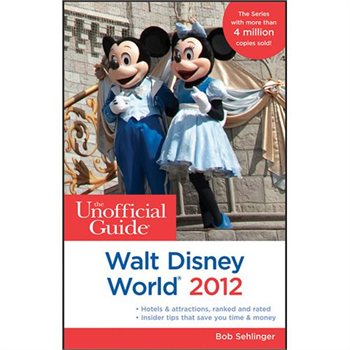 The Series
with more than
4 million
copies sold!
the
Unofficial
Guide®
Walt Disney
World® 2012
• Hotels & attractions, ranked and rated
• Insider tips that save you time & money
Bob Sehlinger